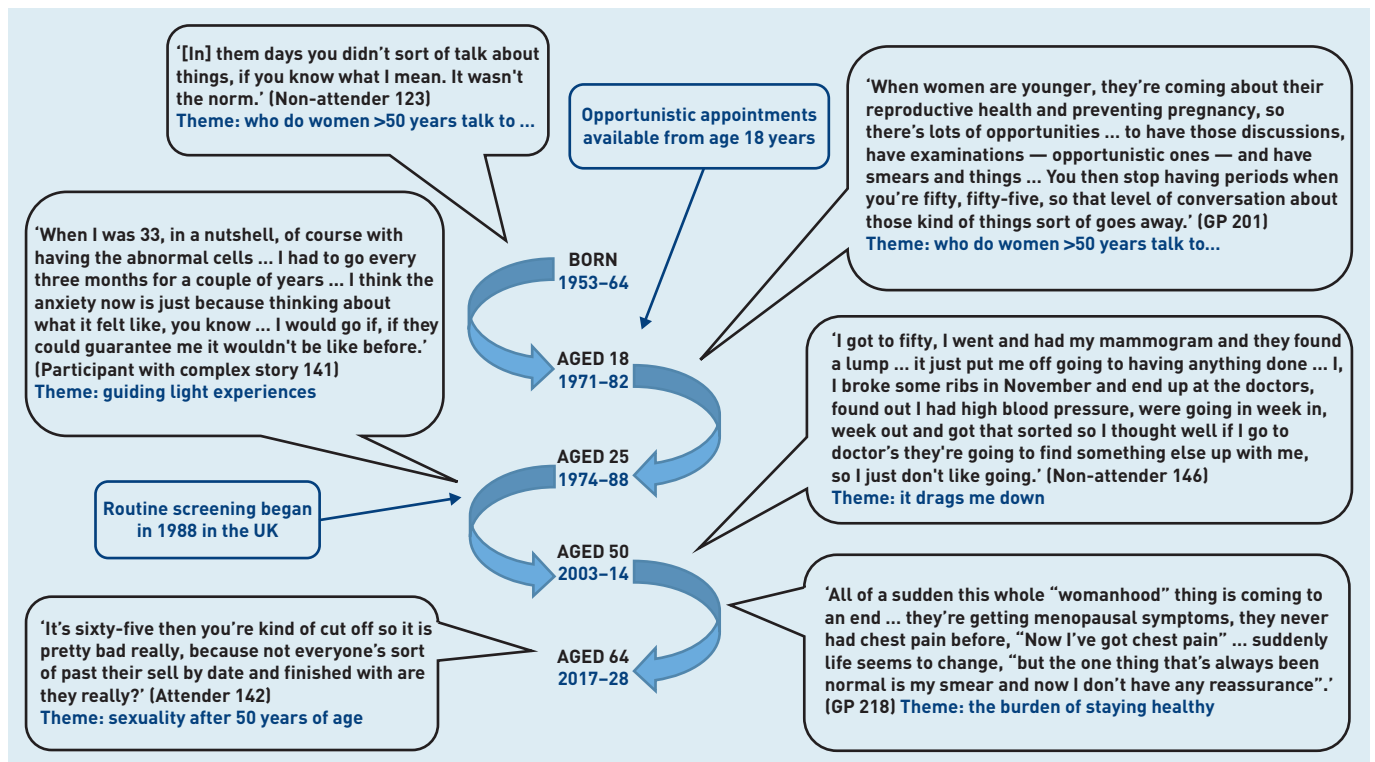 ‘[In] them days you didn’t sort of talk about
things, if you know what I mean. It wasn't
the norm.’ (Non-attender 123)
Theme: who do women >50 years talk to ...
Opportunistic appointments
available from age 18 years
‘When women are younger, they’re coming about their
reproductive health and preventing pregnancy, so
there’s lots of opportunities ... to have those discussions,
have examinations — opportunistic ones — and have
smears and things ... You then stop having periods when
you’re fifty, fifty-five, so that level of conversation about
those kind of things sort of goes away.’ (GP 201)
Theme: who do women >50 years talk to...
‘When I was 33, in a nutshell, of course with
having the abnormal cells ... I had to go every
three months for a couple of years ... I think the
anxiety now is just because thinking about
what it felt like, you know ... I would go if, if they
could guarantee me it wouldn't be like before.’
(Participant with complex story 141)
Theme: guiding light experiences
BORN
1953–64
AGED 18
1971–82
‘I got to fifty, I went and had my mammogram and they found
a lump ... it just put me off going to having anything done ... I,
I broke some ribs in November and end up at the doctors,
found out I had high blood pressure, were going in week in,
week out and got that sorted so I thought well if I go to
doctor’s they're going to find something else up with me,
so I just don't like going.’ (Non-attender 146)
Theme: it drags me down
AGED 25
1974–88
Routine screening began
in 1988 in the UK
AGED 50
2003–14
‘All of a sudden this whole “womanhood” thing is coming to
an end ... they’re getting menopausal symptoms, they never
had chest pain before, “Now I’ve got chest pain” ... suddenly
life seems to change, “but the one thing that’s always been
normal is my smear and now I don’t have any reassurance”.’
(GP 218) Theme: the burden of staying healthy
‘It’s sixty-five then you’re kind of cut off so it is
pretty bad really, because not everyone’s sort
of past their sell by date and finished with are
they really?’ (Attender 142)
Theme: sexuality after 50 years of age
AGED 64
2017–28